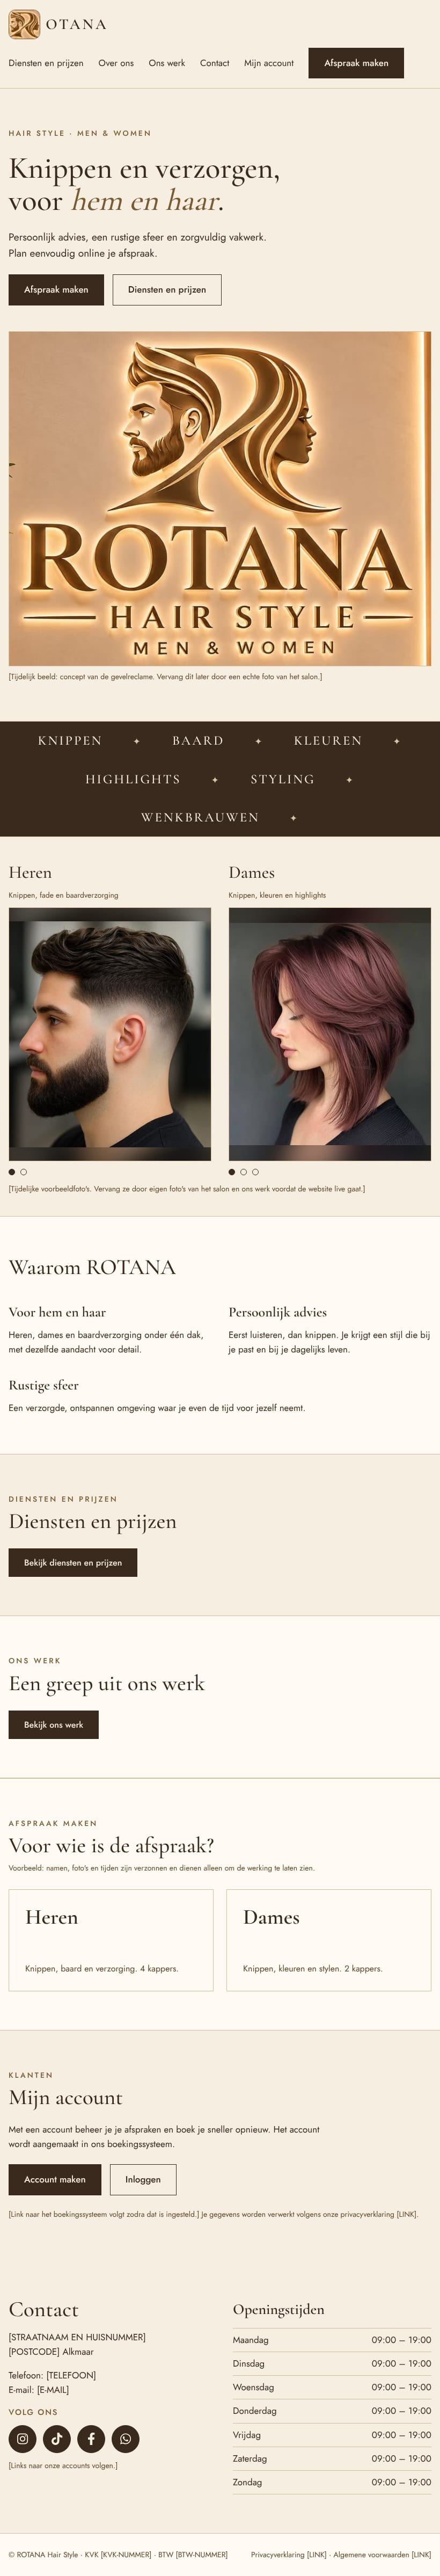 OTANA
Diensten en prijzen Over ons Ons werk Contact Mijn account Afspraak maken
HAIR STYLE · MEN & WOMEN
Knippen en verzorgen,
voor hem en haar.
Persoonlijk advies, een rustige sfeer en zorgvuldig vakwerk.
Plan eenvoudig online je afspraak.
Afspraak maken Diensten en prijzen
ROTANA
HAIR STYLE
MEN & WOMEN
[Tijdelijk beeld: concept van de gevelreclame. Vervang dit later door een echte foto van het salon.]
KNIPPEN ✦ BAARD ✦ KLEUREN ✦
HIGHLIGHTS ✦ STYLING ✦
WENKBRAUWEN ✦
Heren
Knippen, fade en baardverzorging
Dames
Knippen, kleuren en highlights
[Tijdelijke voorbeeldfoto's. Vervang ze door eigen foto's van het salon en ons werk voordat de website live gaat.]
Waarom ROTANA
Voor hem en haar
Heren, dames en baardverzorging onder één dak,
met dezelfde aandacht voor detail.
Persoonlijk advies
Eerst luisteren, dan knippen. Je krijgt een stijl die bij
je past en bij je dagelijks leven.
Rustige sfeer
Een verzorgde, ontspannen omgeving waar je even de tijd voor jezelf neemt.
DIENSTEN EN PRIJZEN
Diensten en prijzen
Bekijk diensten en prijzen
ONS WERK
Een greep uit ons werk
Bekijk ons werk
AFSPRAAK MAKEN
Voor wie is de afspraak?
Voorbeeld: namen, foto's en tijden zijn verzonnen en dienen alleen om de werking te laten zien.
Heren
Knippen, baard en verzorging. 4 kappers.
Dames
Knippen, kleuren en stylen. 2 kappers.
KLANTEN
Mijn account
Met een account beheer je je afspraken en boek je sneller opnieuw. Het account
wordt aangemaakt in ons boekingssysteem.
Account maken Inloggen
[Link naar het boekingssysteem volgt zodra dat is ingesteld.] Je gegevens worden verwerkt volgens onze privacyverklaring [LINK].
Contact
[STRAATNAAM EN HUISNUMMER]
[POSTCODE] Alkmaar
Telefoon: [TELEFOON]
E-mail: [E-MAIL]
VOLG ONS
[Links naar onze accounts volgen.]
Openingstijden
Maandag 09:00 – 19:00
Dinsdag 09:00 – 19:00
Woensdag 09:00 – 19:00
Donderdag 09:00 – 19:00
Vrijdag 09:00 – 19:00
Zaterdag 09:00 – 19:00
Zondag 09:00 – 19:00
© ROTANA Hair Style · KVK [KVK-NUMMER] · BTW [BTW-NUMMER] Privacyverklaring [LINK] · Algemene voorwaarden [LINK]